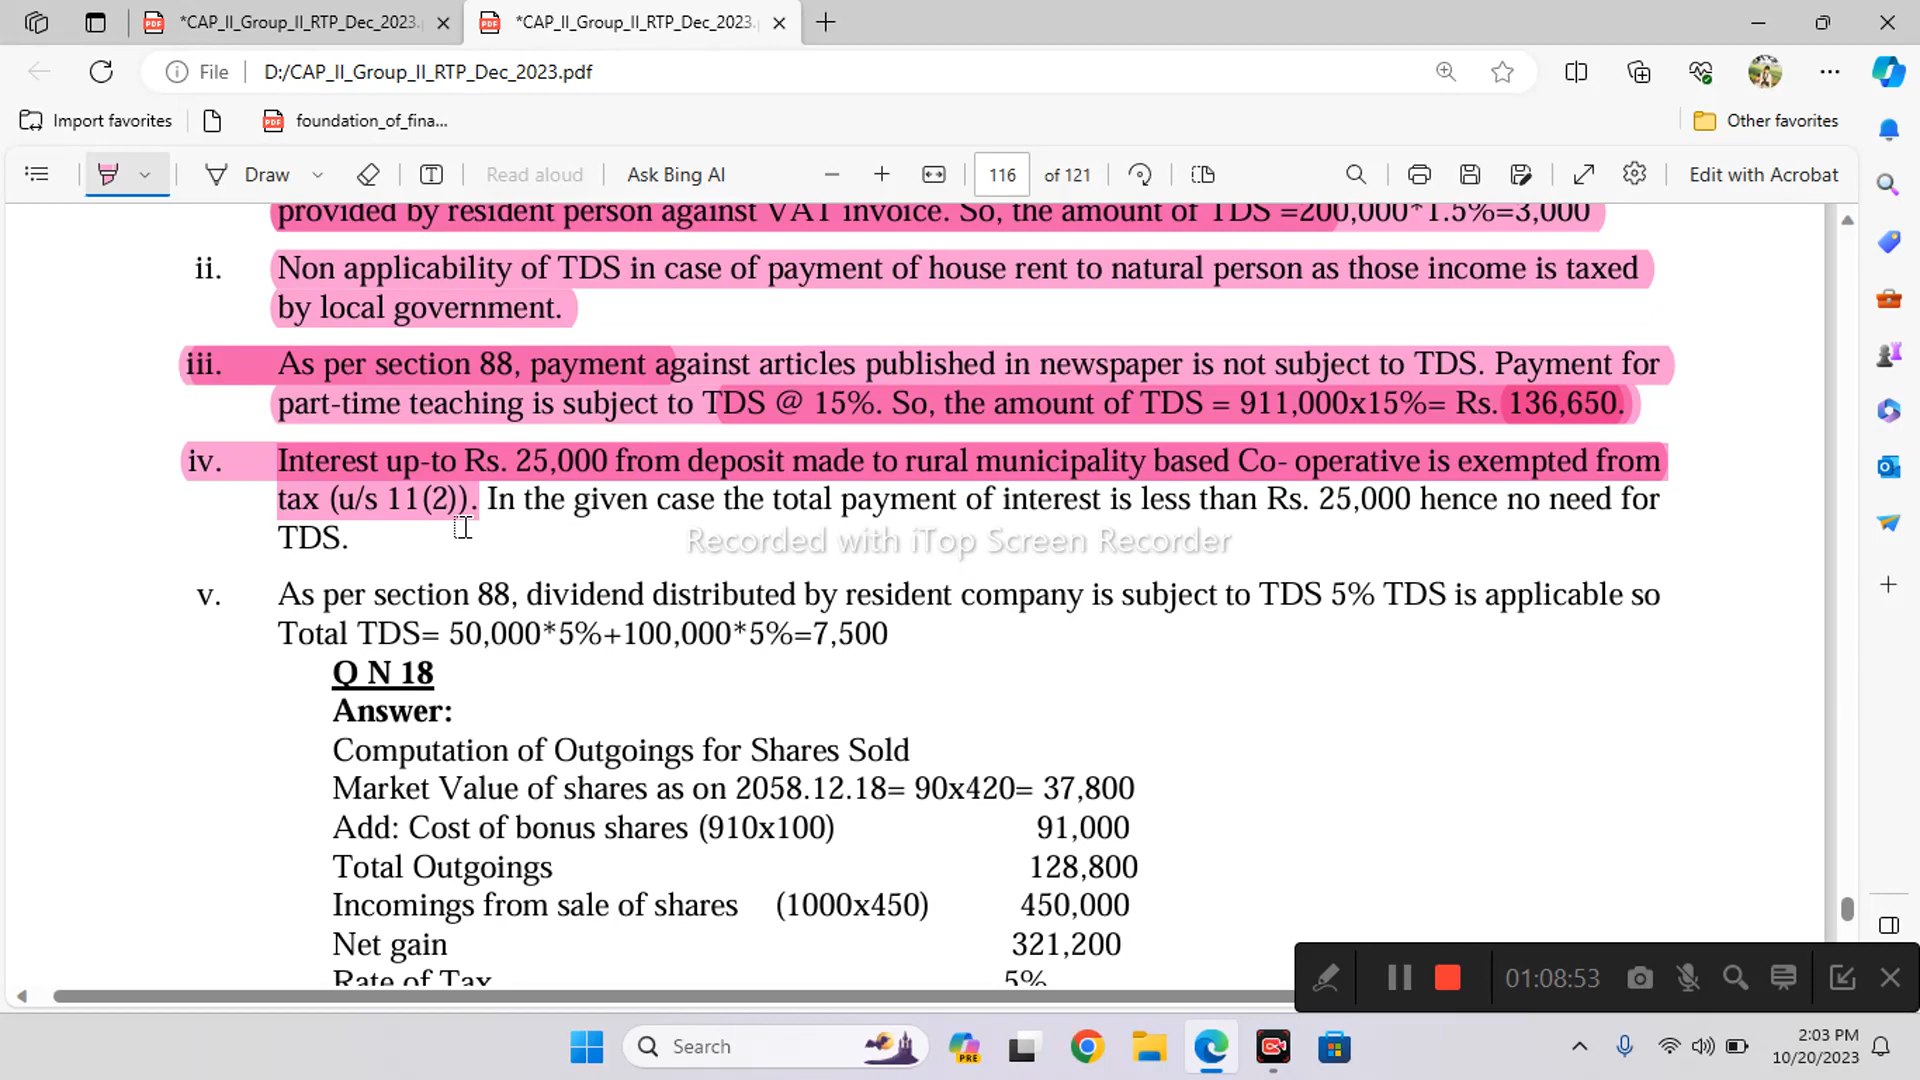 *CAP_II_Group_II_RTP_Dec_2023.
*CAP_II_Group_II_RTP_Dec_2023.
File
D:/CAP_II_Group_II_RTP_Dec_2023.pdf
Import favorites
foundation_of_fina...
Other favorites
Draw
Read aloud
Ask Bing AI
116
of 121
Edit with Acrobat
provided by resident person against VAT invoice. So, the amount of TDS =200,000*1.5%=3,000
ii. Non applicability of TDS in case of payment of house rent to natural person as those income is taxed
by local government.
iii. As per section 88, payment against articles published in newspaper is not subject to TDS. Payment for
part-time teaching is subject to TDS @ 15%. So, the amount of TDS = 911,000x15%= Rs. 136,650.
iv. Interest up-to Rs. 25,000 from deposit made to rural municipality based Co- operative is exempted from
tax (u/s 11(2)). In the given case the total payment of interest is less than Rs. 25,000 hence no need for
TDS.
Recorded with iTop Screen Recorder
v. As per section 88, dividend distributed by resident company is subject to TDS 5% TDS is applicable so
Total TDS= 50,000*5%+100,000*5%=7,500
Q N 18
Answer:
Computation of Outgoings for Shares Sold
Market Value of shares as on 2058.12.18= 90x420= 37,800
Add: Cost of bonus shares (910x100) 91,000
Total Outgoings 128,800
Incomings from sale of shares (1000x450) 450,000
Net gain 321,200
Rate of Tax 5%
01:08:53
Search
PRE
2:03 PM
10/20/2023